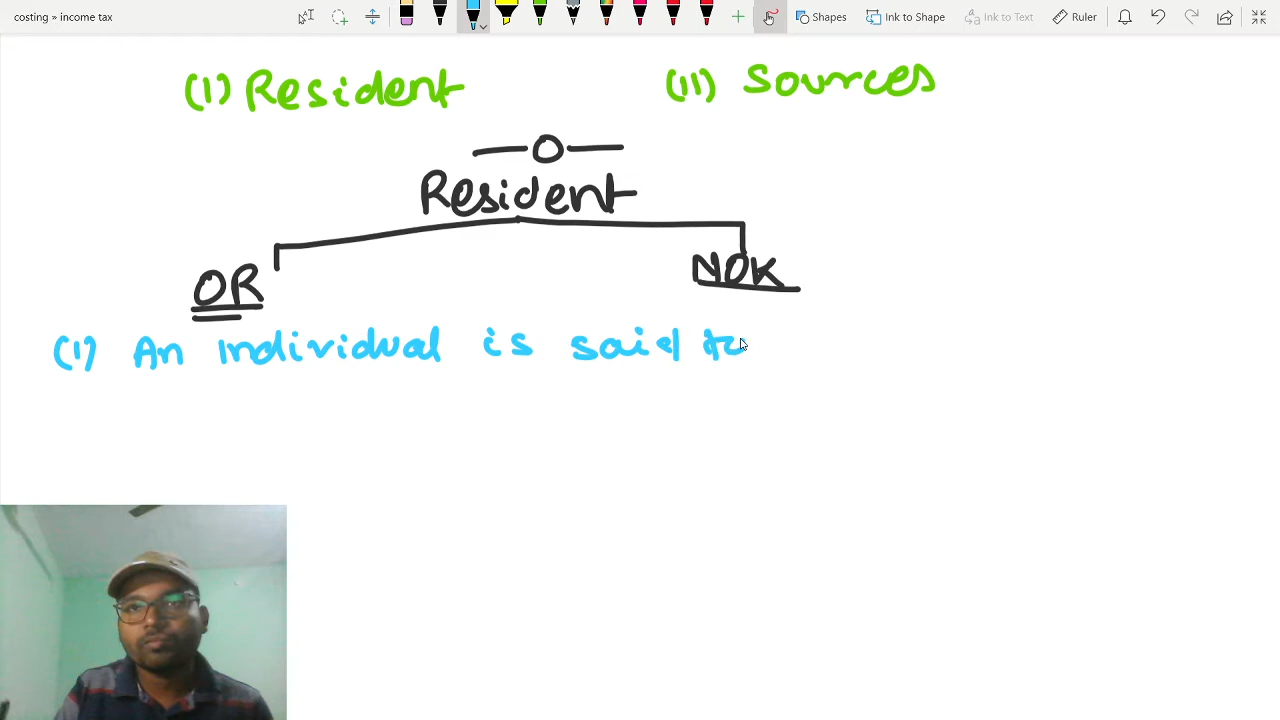 costing » income tax
Shapes Ink to Shape Ink to Text Ruler
(I) Resident (II) Sources
— O —
Resident
OR NOR
(I) An Individual is said to